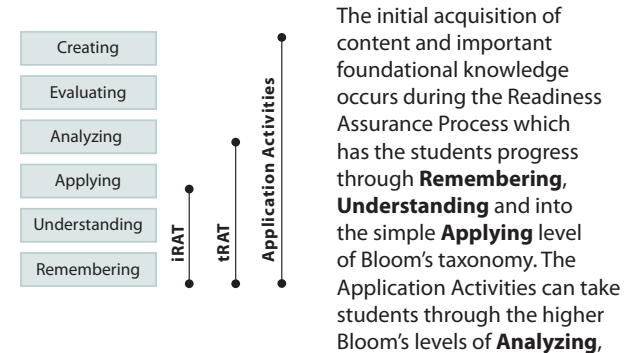 Creating
Evaluating
Analyzing
Applying
Understanding
Remembering
iRAT
tRAT
Application Activities
The initial acquisition of
content and important
foundational knowledge
occurs during the Readiness
Assurance Process which
has the students progress
through Remembering,
Understanding and into
the simple Applying level
of Bloom’s taxonomy. The
Application Activities can take
students through the higher
Bloom’s levels of Analyzing,